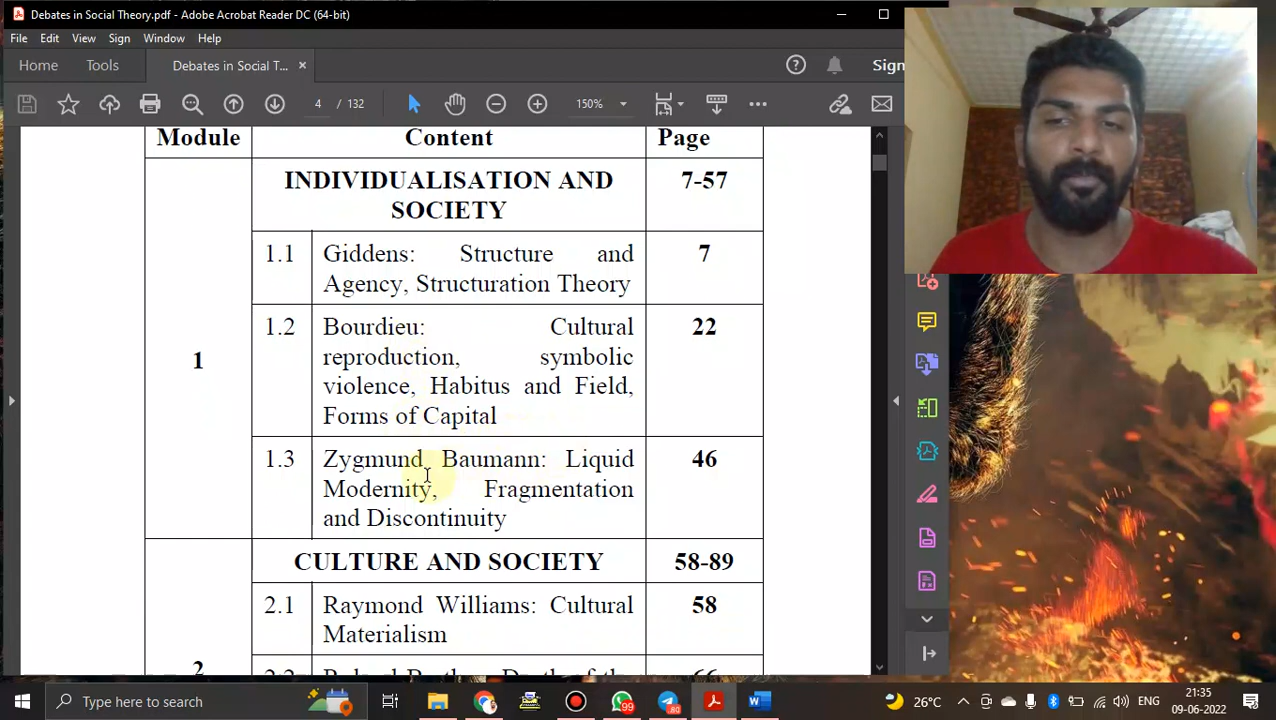 Debates in Social Theory.pdf - Adobe Acrobat Reader DC (64-bit)
File Edit View Sign Window Help
Home Tools Debates in Social T... × Sign
4 / 132 150%
Module Content Page
INDIVIDUALISATION AND 7-57
SOCIETY
1.1 Giddens: Structure and 7
Agency, Structuration Theory
1.2 Bourdieu: Cultural 22
reproduction, symbolic
1 violence, Habitus and Field,
Forms of Capital
1.3 Zygmund Baumann: Liquid 46
Modernity, Fragmentation
and Discontinuity
CULTURE AND SOCIETY 58-89
2.1 Raymond Williams: Cultural 58
Materialism
2
Type here to search
99
80
26°C
ENG
21:35
09-06-2022